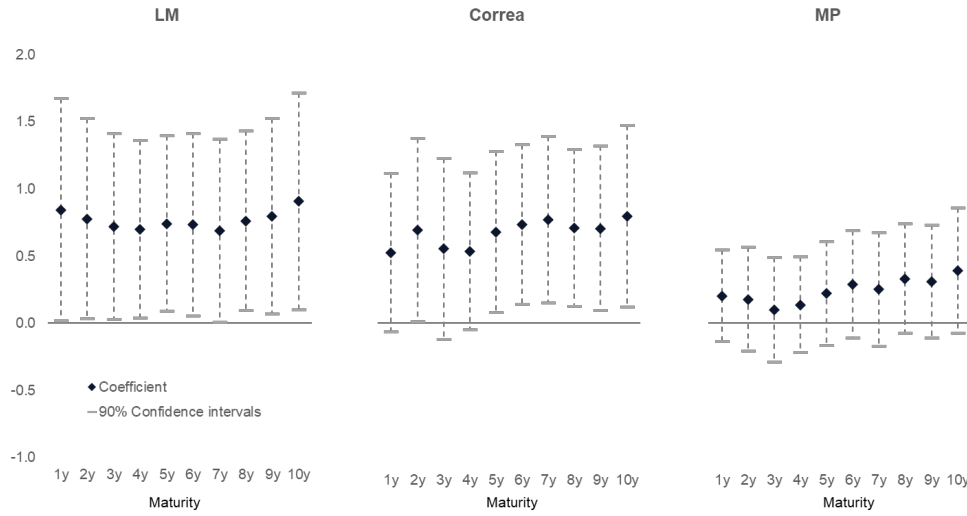 LM Correa MP
2.0
1.5
1.0
0.5
0.0
-0.5
-1.0
Coefficient
90% Confidence intervals
1y 2y 3y 4y 5y 6y 7y 8y 9y 10y
Maturity
1y 2y 3y 4y 5y 6y 7y 8y 9y 10y
Maturity
1y 2y 3y 4y 5y 6y 7y 8y 9y 10y
Maturity